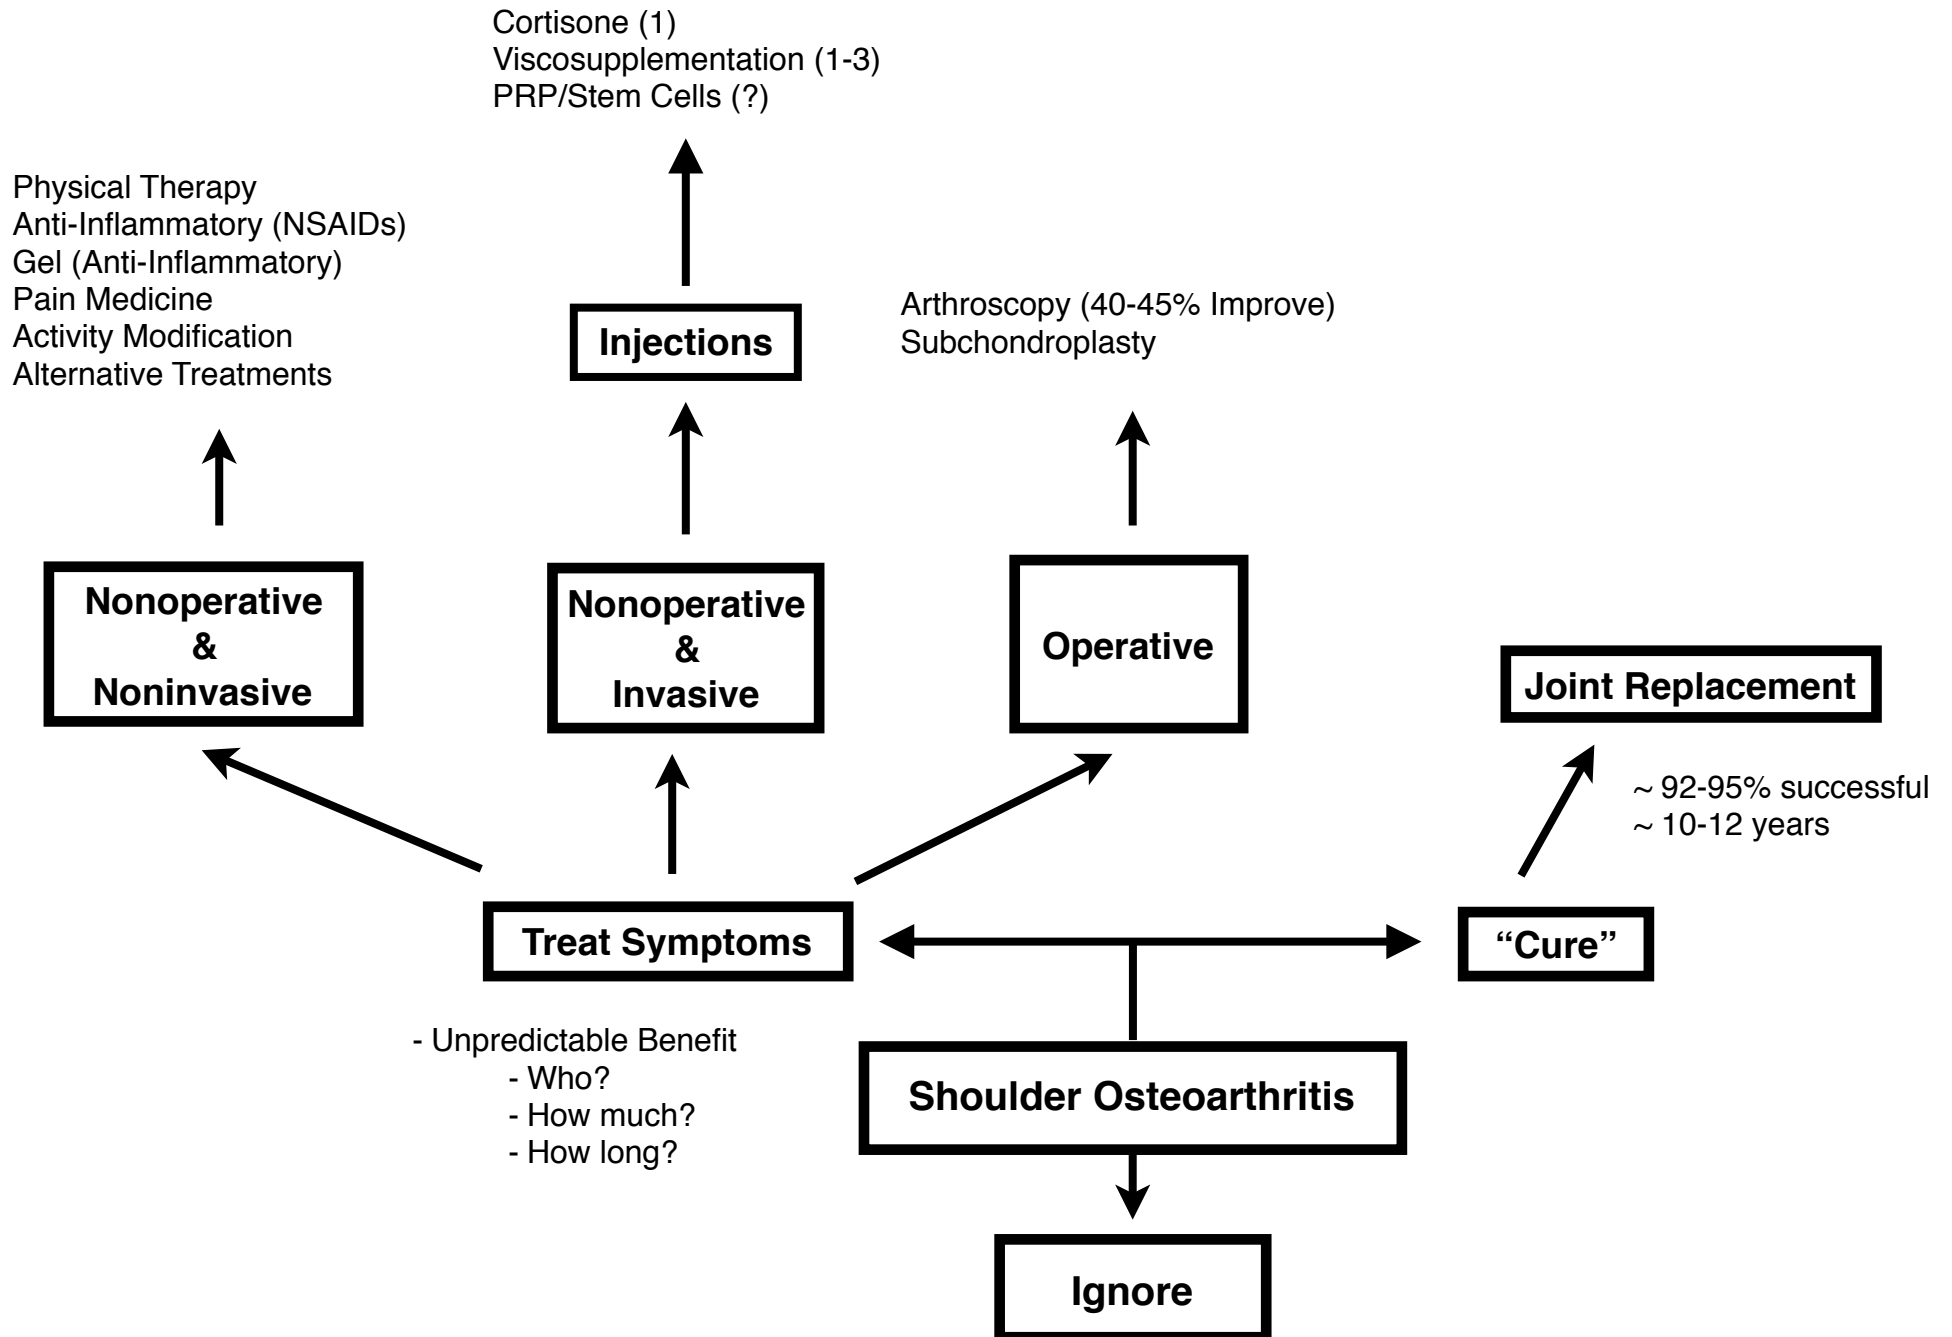 Cortisone (1)
Viscosupplementation (1-3)
PRP/Stem Cells (?)
Physical Therapy
Anti-Inflammatory (NSAIDs)
Gel (Anti-Inflammatory)
Pain Medicine
Activity Modification
Alternative Treatments
Injections
Arthroscopy (40-45% Improve)
Subchondroplasty
Nonoperative
&
Noninvasive
Nonoperative
&
Invasive
Operative
Joint Replacement
~ 92-95% successful
~ 10-12 years
Treat Symptoms
“Cure”
- Unpredictable Benefit
- Who?
- How much?
- How long?
Shoulder Osteoarthritis
Ignore